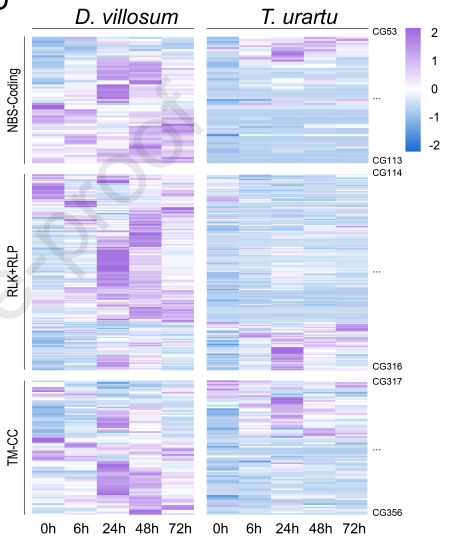 D. villosum
T. urartu
NBS-Coding
CG53
...
CG113
RLK+RLP
CG114
...
CG316
TM-CC
CG317
...
CG356
0h 6h 24h 48h 72h 0h 6h 24h 48h 72h
2
1
0
-1
-2
e-proof